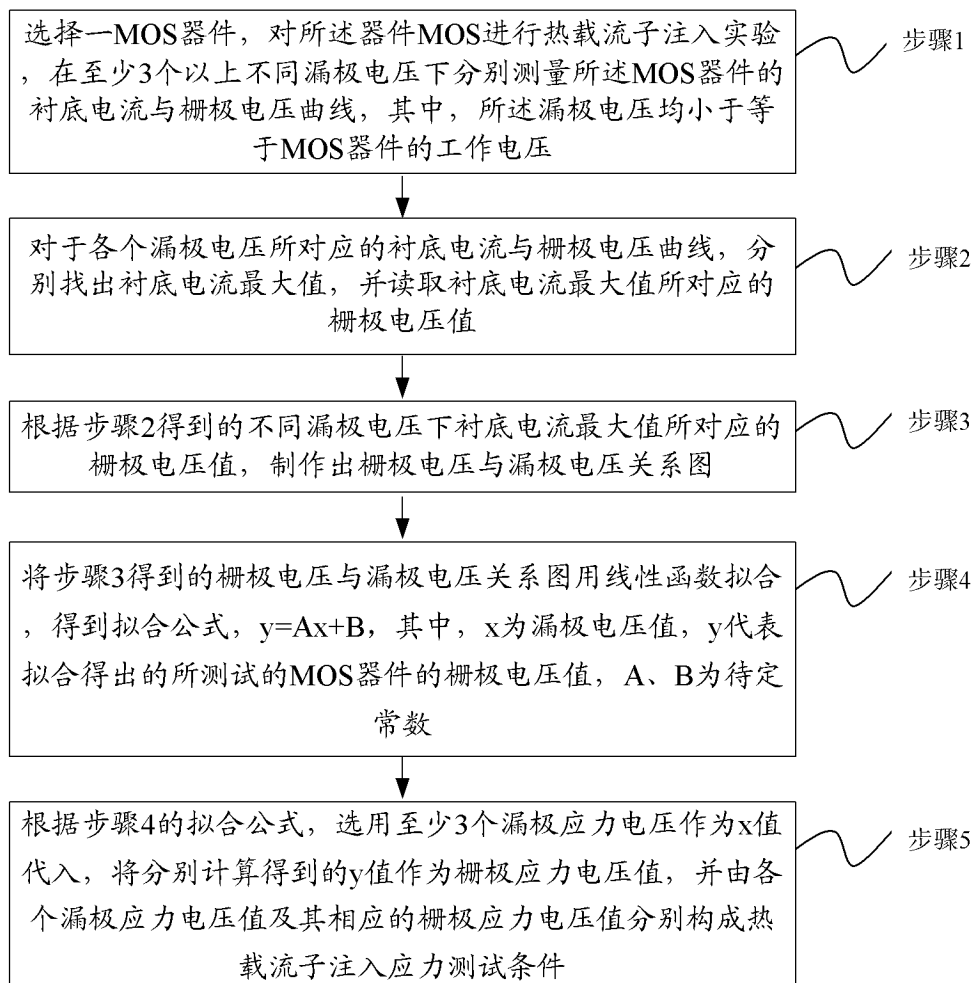 选择一MOS器件，对所述器件MOS进行热载流子注入实验
，在至少3个以上不同漏极电压下分别测量所述MOS器件的
衬底电流与栅极电压曲线，其中，所述漏极电压均小于等
于MOS器件的工作电压
步骤1
对于各个漏极电压所对应的衬底电流与栅极电压曲线，分
别找出衬底电流最大值，并读取衬底电流最大值所对应的
栅极电压值
步骤2
根据步骤2得到的不同漏极电压下衬底电流最大值所对应的
栅极电压值，制作出栅极电压与漏极电压关系图
步骤3
将步骤3得到的栅极电压与漏极电压关系图用线性函数拟合
，得到拟合公式，y=Ax+B，其中，x为漏极电压值，y代表
拟合得出的所测试的MOS器件的栅极电压值，A、B为待定
常数
步骤4
根据步骤4的拟合公式，选用至少3个漏极应力电压作为x值
代入，将分别计算得到的y值作为栅极应力电压值，并由各
个漏极应力电压值及其相应的栅极应力电压值分别构成热
载流子注入应力测试条件
步骤5